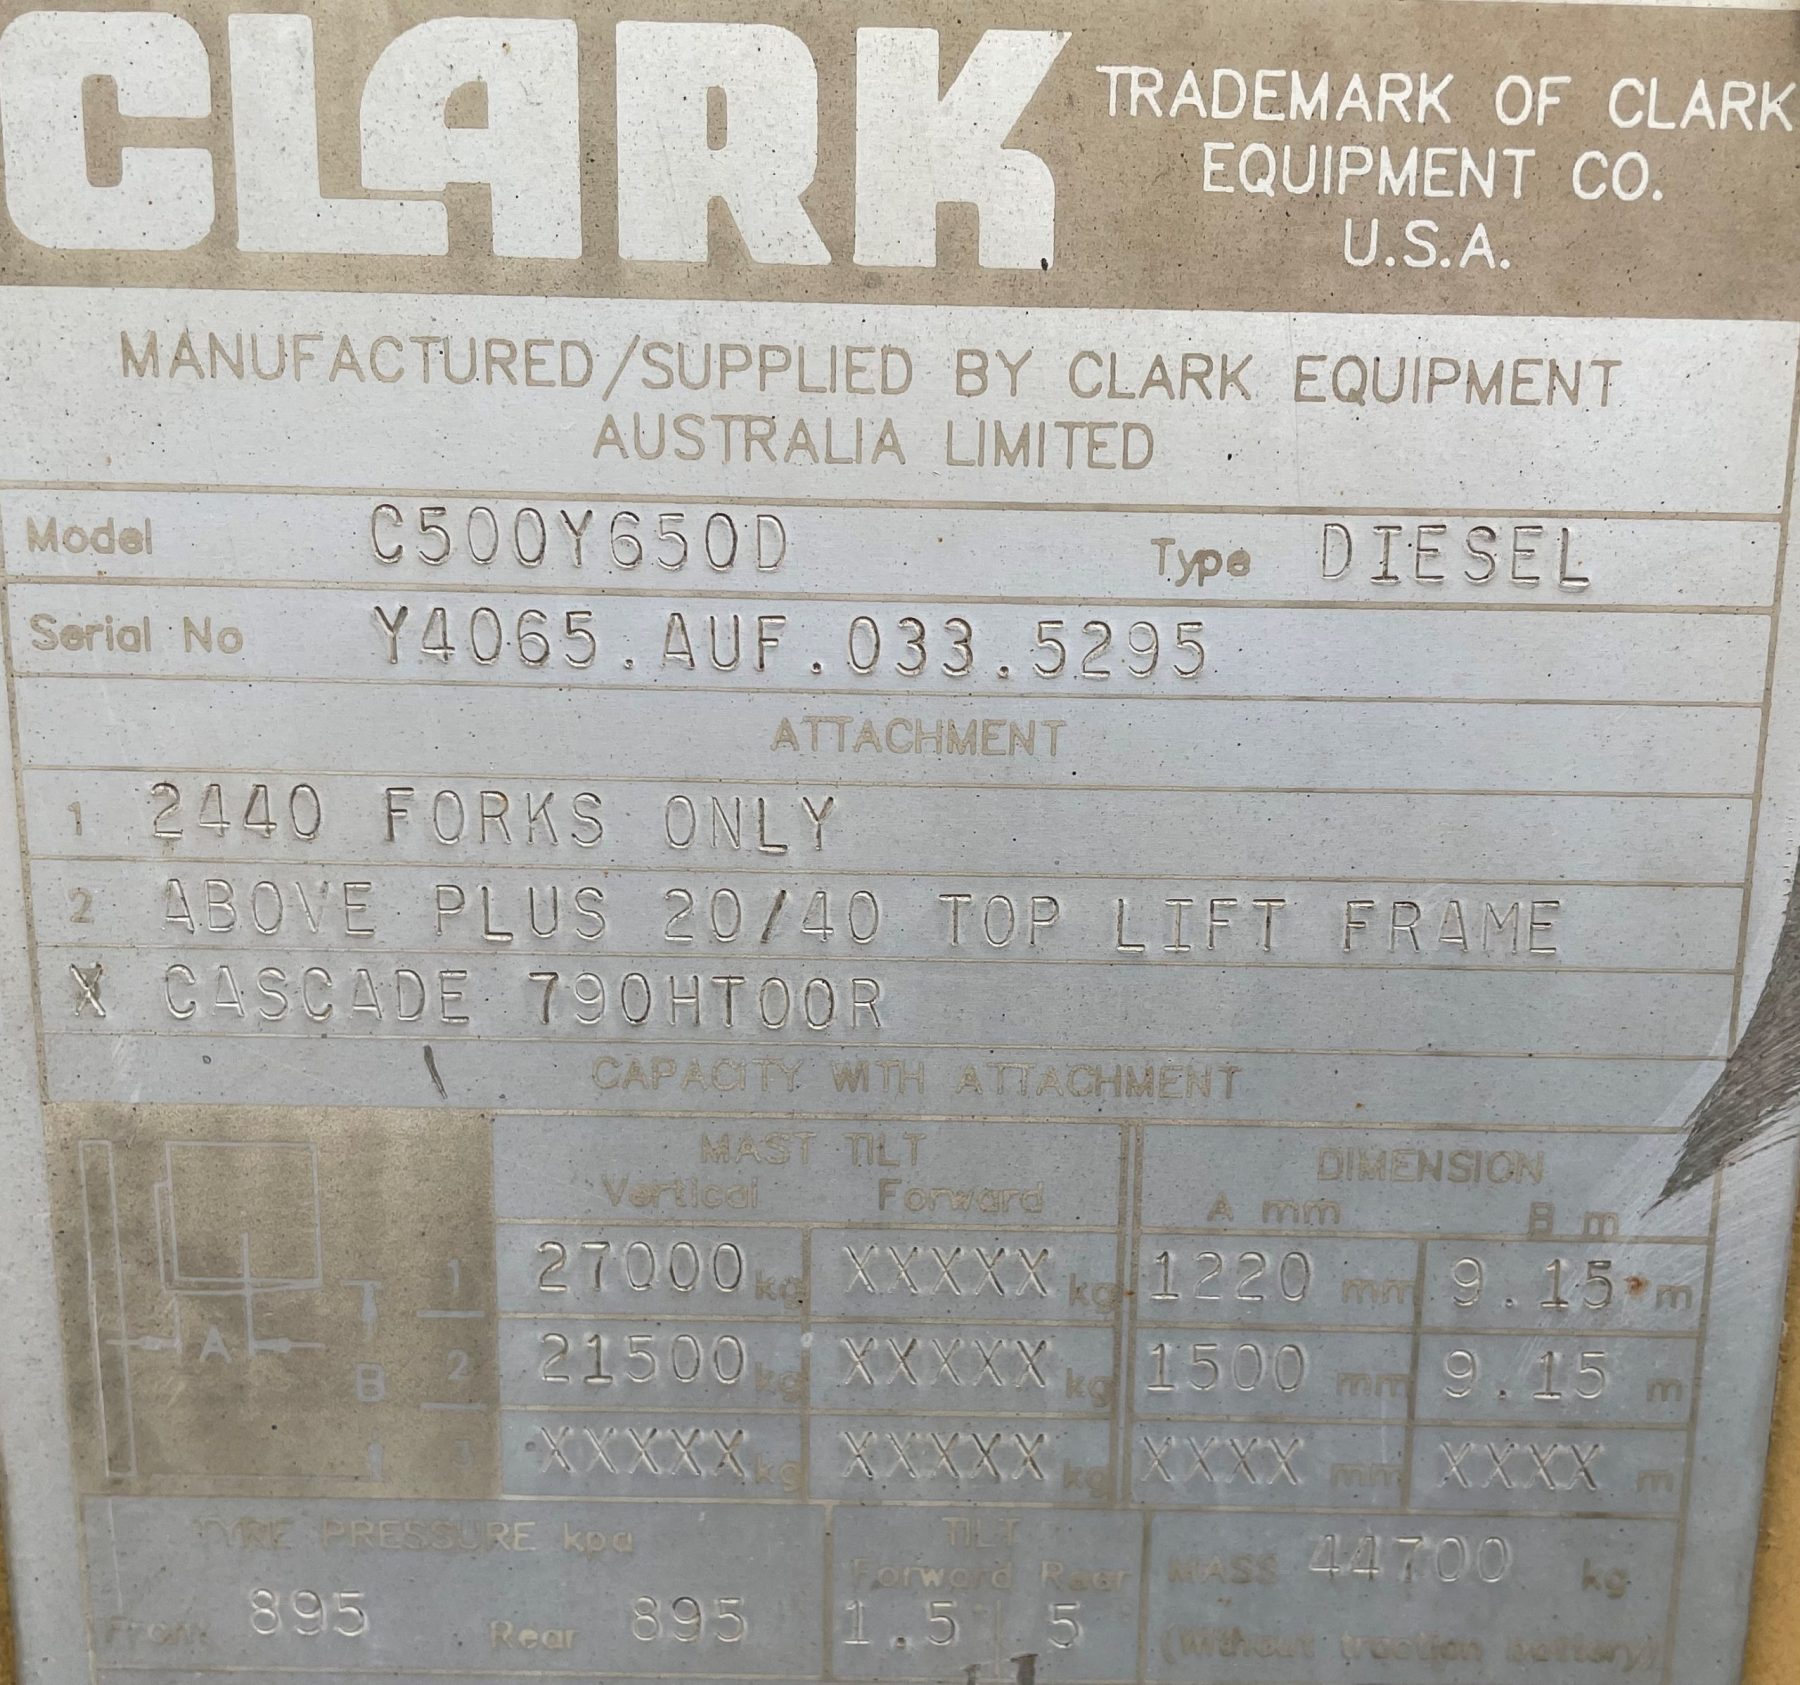 CLARK
TRADEMARK OF CLARK
EQUIPMENT CO.
U.S.A.
MANUFACTURED/SUPPLIED BY CLARK EQUIPMENT
AUSTRALIA LIMITED
Model C500Y650D Type DIESEL
Serial No Y4065.AUF.033.5295
ATTACHMENT
1 2440 FORKS ONLY
2 ABOVE PLUS 20/40 TOP LIFT FRAME
X CASCADE 790HT00R
CAPACITY WITH ATTACHMENT
MAST TILT DIMENSION
Vertical Forward A mm B m
1 27000 kg XXXXX kg 1220 mm 9.15 m
A B
2 21500 kg XXXXX kg 1500 mm 9.15 m
3 XXXXX kg XXXXX kg XXXX mm XXXX m
TYRE PRESSURE kpa TILT MASS 44700 kg
Forward Rear
Front 895 Rear 895 1.5 5 (Without traction battery)